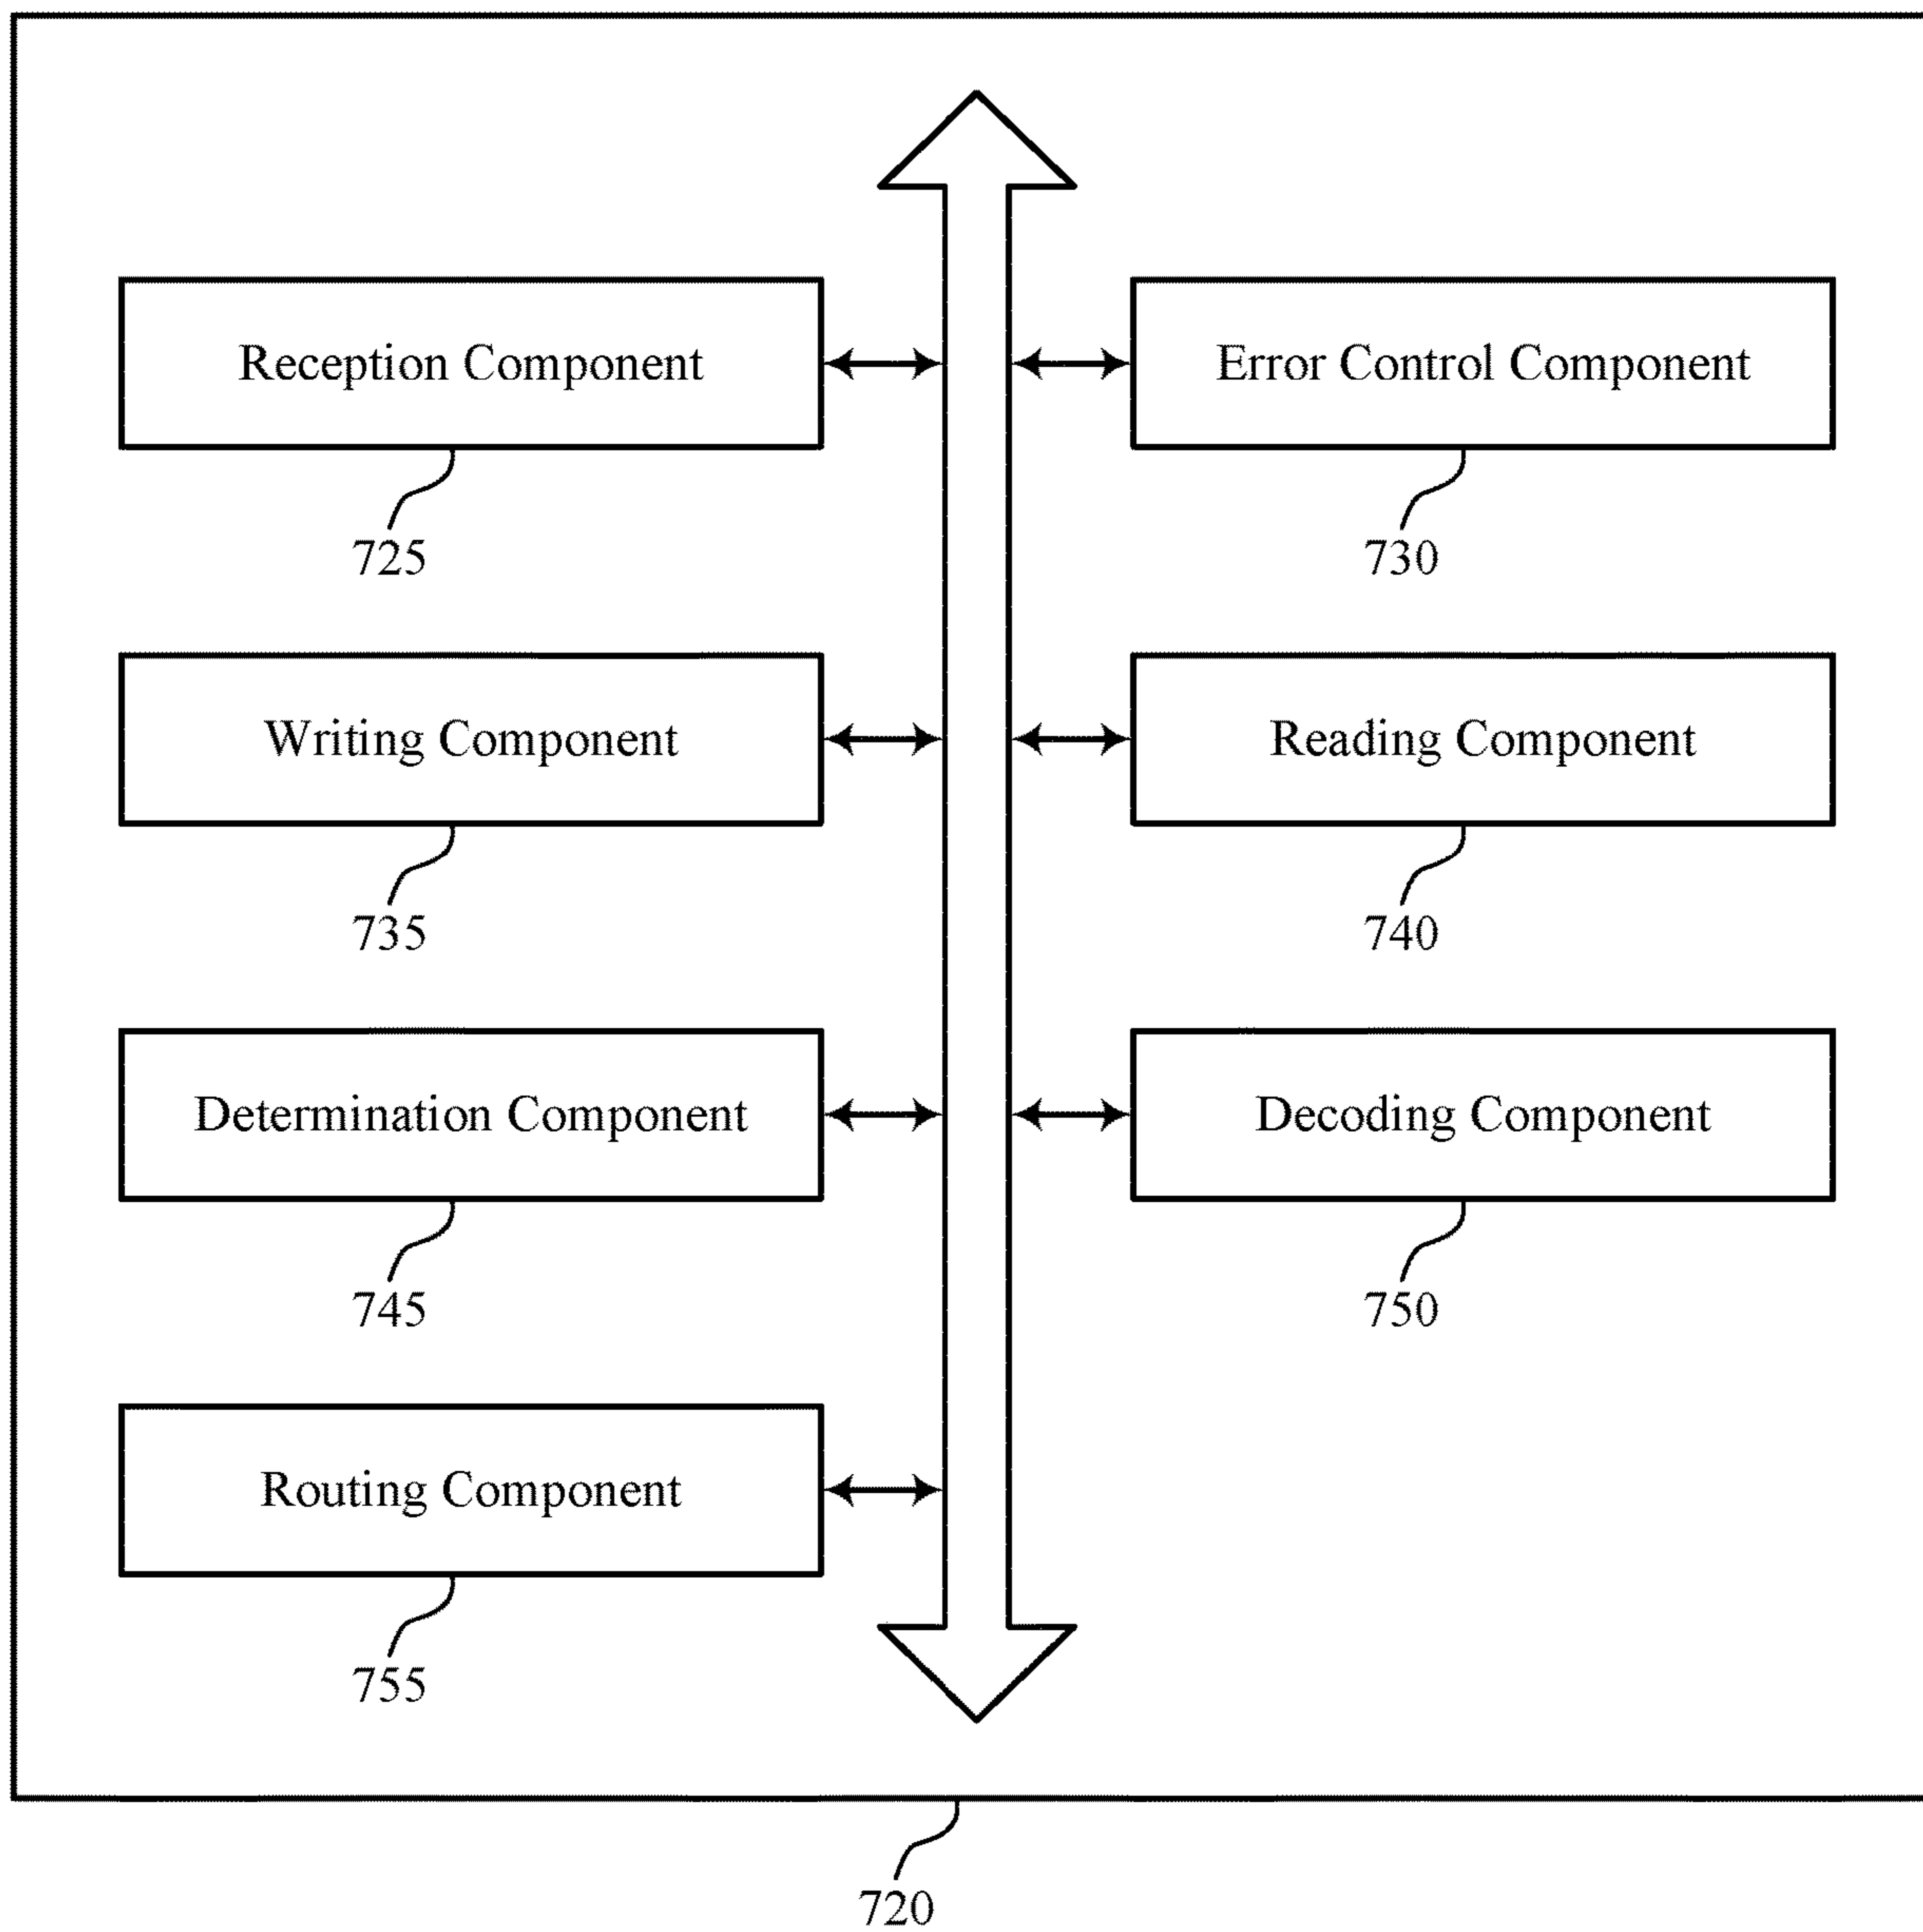 Reception Component
Error Control Component
725
730
Writing Component
Reading Component
735
740
Determination Component
Decoding Component
745
750
Routing Component
755
720